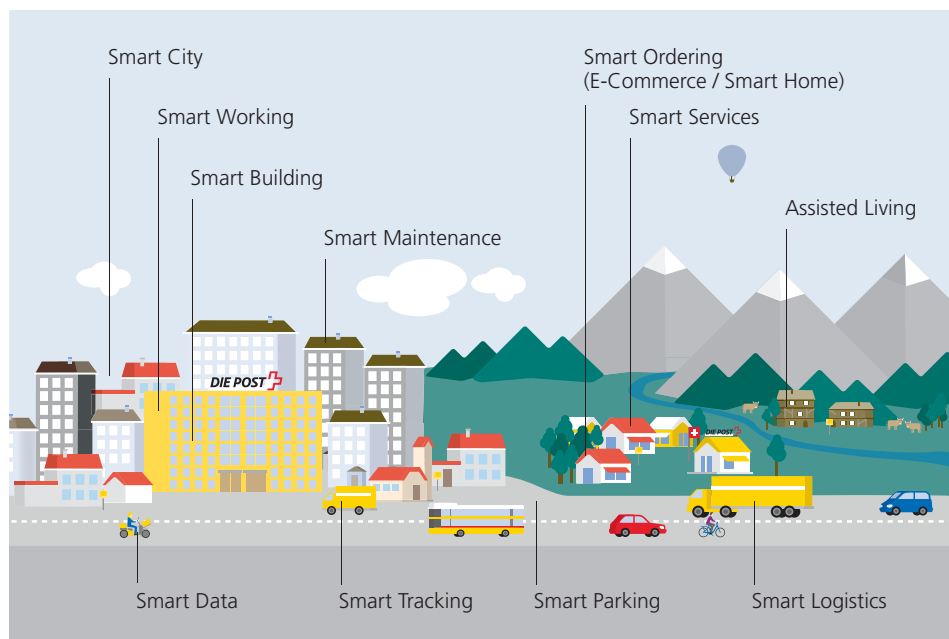 Smart City
Smart Ordering
(E-Commerce / Smart Home)
Smart Working
Smart Services
Smart Building
Assisted Living
Smart Maintenance
DIE POST
DIE POST
Smart Data
Smart Tracking
Smart Parking
Smart Logistics